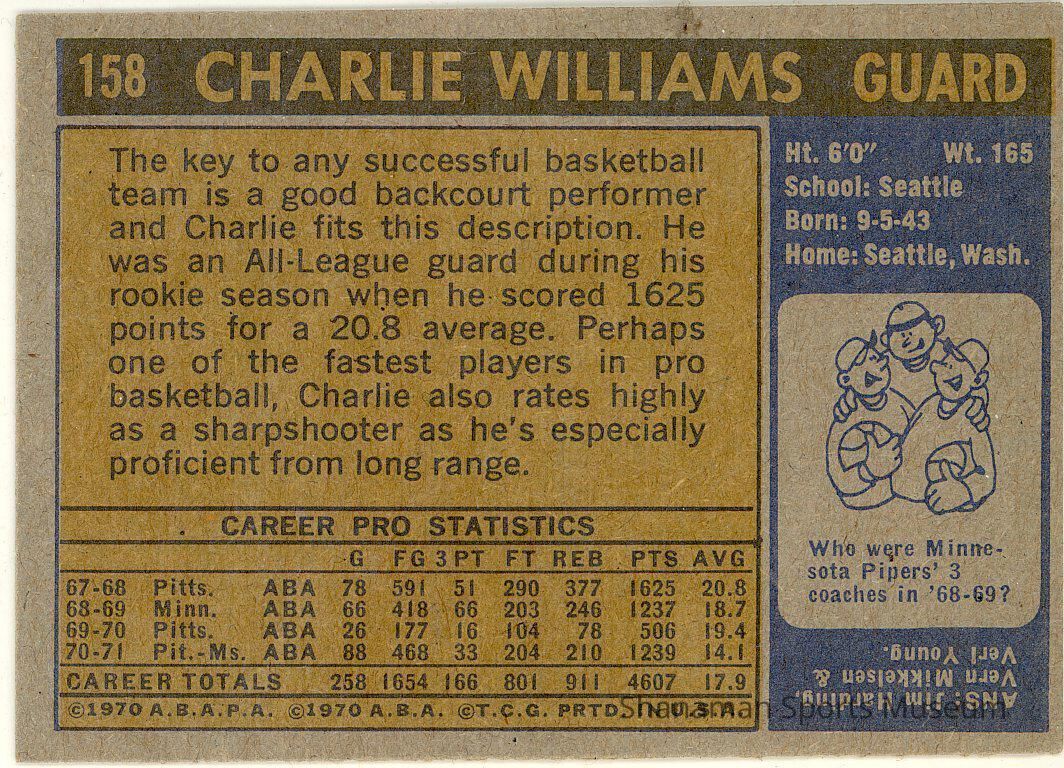 158 CHARLIE WILLIAMS GUARD
The key to any successful basketball
team is a good backcourt performer
and Charlie fits this description. He
was an All-League guard during his
rookie season when he scored 1625
points for a 20.8 average. Perhaps
one of the fastest players in pro
basketball, Charlie also rates highly
as a sharpshooter as he's especially
proficient from long range.
CAREER PRO STATISTICS
G FG 3PT FT REB PTS AVG
67-68 Pitts. ABA 78 591 51 290 377 1625 20.8
68-69 Minn. ABA 66 418 66 203 246 1237 18.7
69-70 Pitts. ABA 26 177 16 104 78 506 19.4
70-71 Pit.-Ms. ABA 88 468 33 204 210 1239 14.1
CAREER TOTALS 258 1654 166 801 911 4607 17.9
©1970 A.B.A.P.A. ©1970 A.B.A. ©T.C.G. PRTD. IN U.S.A.
Ht. 6'0" Wt. 165
School: Seattle
Born: 9-5-43
Home: Seattle, Wash.
Who were Minne-
sota Pipers' 3
coaches in '68-69?
ANS: Jim Harding,
Vern Mikkelsen &
Verl Young.
Shanaman Sports Museum